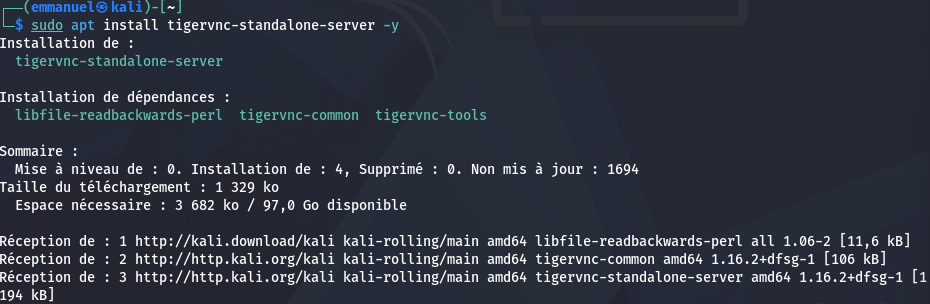 ┌──(emmanuel㉿kali)-[~]
└─$ sudo apt install tigervnc-standalone-server -y
Installation de :
  tigervnc-standalone-server

Installation de dépendances :
  libfile-readbackwards-perl  tigervnc-common  tigervnc-tools

Sommaire :
  Mise à niveau de : 0. Installation de : 4, Supprimé : 0. Non mis à jour : 1694
Taille du téléchargement : 1 329 ko
  Espace nécessaire : 3 682 ko / 97,0 Go disponible

Réception de : 1 http://kali.download/kali kali-rolling/main amd64 libfile-readbackwards-perl all 1.06-2 [11,6 kB]
Réception de : 2 http://http.kali.org/kali kali-rolling/main amd64 tigervnc-common amd64 1.16.2+dfsg-1 [106 kB]
Réception de : 3 http://http.kali.org/kali kali-rolling/main amd64 tigervnc-standalone-server amd64 1.16.2+dfsg-1 [1
194 kB]